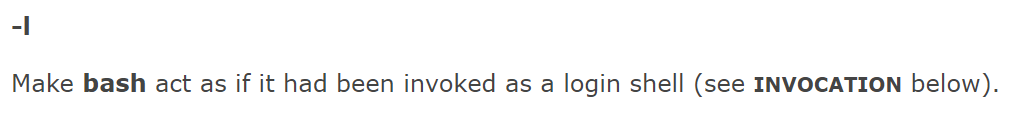 -l
Make bash act as if it had been invoked as a login shell (see INVOCATION below).